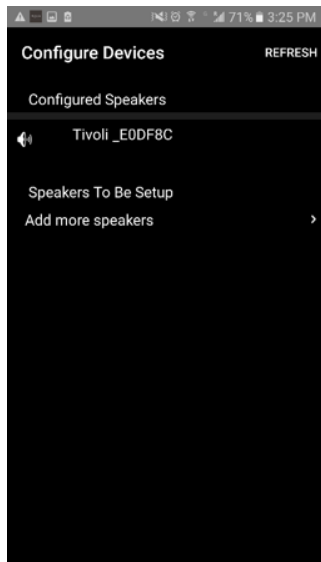 71% 3:25 PM
Configure Devices REFRESH
Configured Speakers
Tivoli _E0DF8C
Speakers To Be Setup
Add more speakers